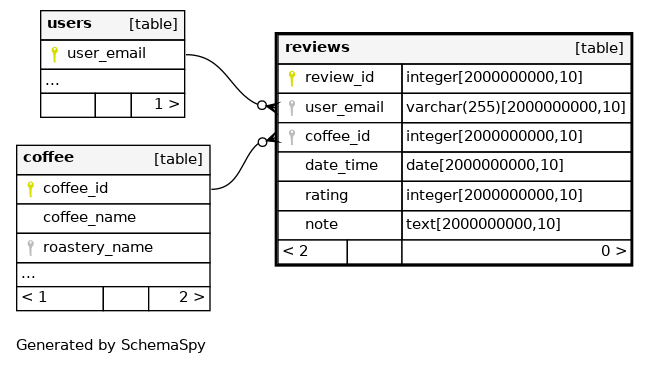 users [table]
user_email
...
1 >
coffee [table]
coffee_id
coffee_name
roastery_name
...
< 1 2 >
reviews [table]
review_id integer[2000000000,10]
user_email varchar(255)[2000000000,10]
coffee_id integer[2000000000,10]
date_time date[2000000000,10]
rating integer[2000000000,10]
note text[2000000000,10]
< 2 0 >
Generated by SchemaSpy